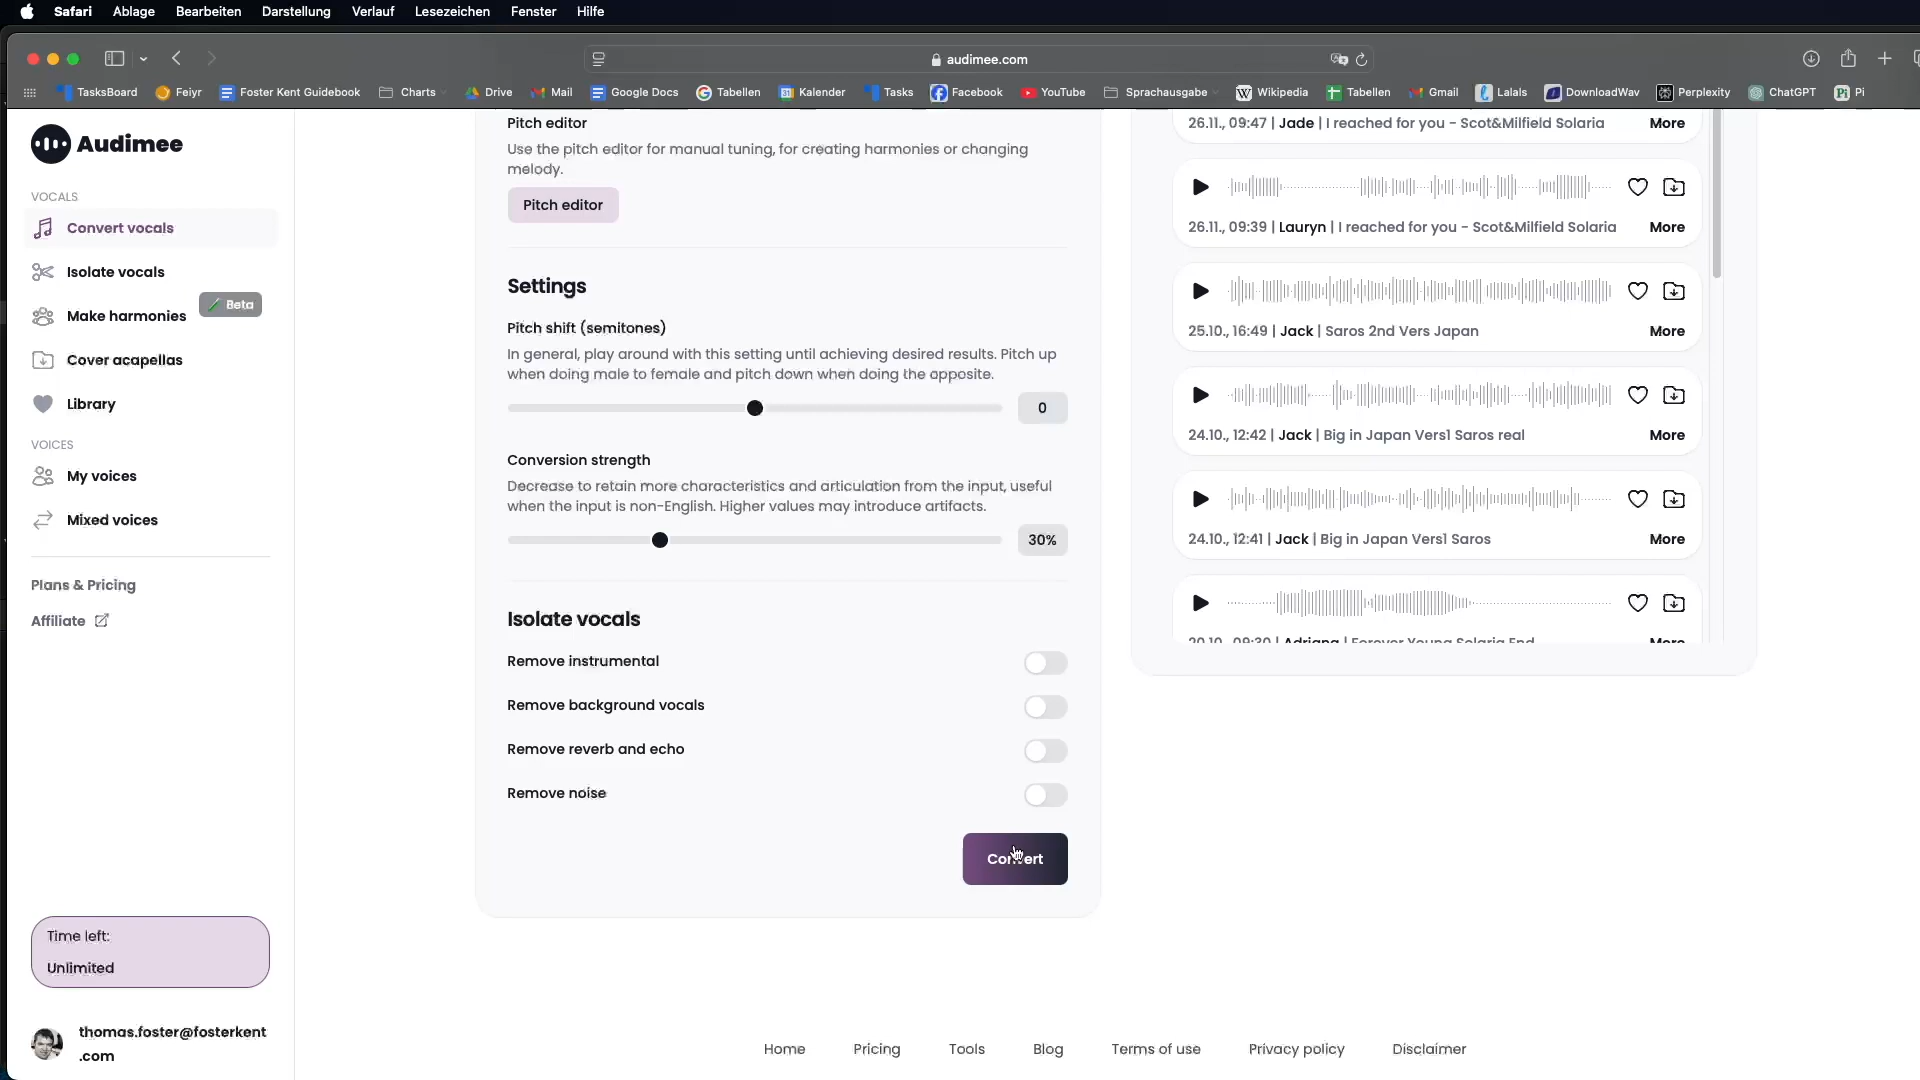 Safari Ablage Bearbeiten Darstellung Verlauf Lesezeichen Fenster Hilfe
audimee.com
TasksBoard Feiyr Foster Kent Guidebook Charts Drive Mail Google Docs Tabellen Kalender Tasks Facebook YouTube Sprachausgabe Wikipedia Tabellen Gmail Lalals DownloadWav Perplexity ChatGPT Pi
Audimee
VOCALS
Convert vocals
Isolate vocals
Make harmonies
Beta
Cover acapellas
Library
VOICES
My voices
Mixed voices
Plans & Pricing
Affiliate
Time left:
Unlimited
thomas.foster@fosterkent
.com
Pitch editor
Use the pitch editor for manual tuning, for creating harmonies or changing
melody.
Pitch editor
Settings
Pitch shift (semitones)
In general, play around with this setting until achieving desired results. Pitch up
when doing male to female and pitch down when doing the opposite.
0
Conversion strength
Decrease to retain more characteristics and articulation from the input, useful
when the input is non-English. Higher values may introduce artifacts.
30%
Isolate vocals
Remove instrumental
Remove background vocals
Remove reverb and echo
Remove noise
Convert
26.11., 09:47 | Jade | I reached for you - Scot&Milfield Solaria More
26.11., 09:39 | Lauryn | I reached for you - Scot&Milfield Solaria More
25.10., 16:49 | Jack | Saros 2nd Vers Japan More
24.10., 12:42 | Jack | Big in Japan Vers1 Saros real More
24.10., 12:41 | Jack | Big in Japan Vers1 Saros More
20.10., 09:30 | Adriana | Forever Young Solaria End More
Home Pricing Tools Blog Terms of use Privacy policy Disclaimer